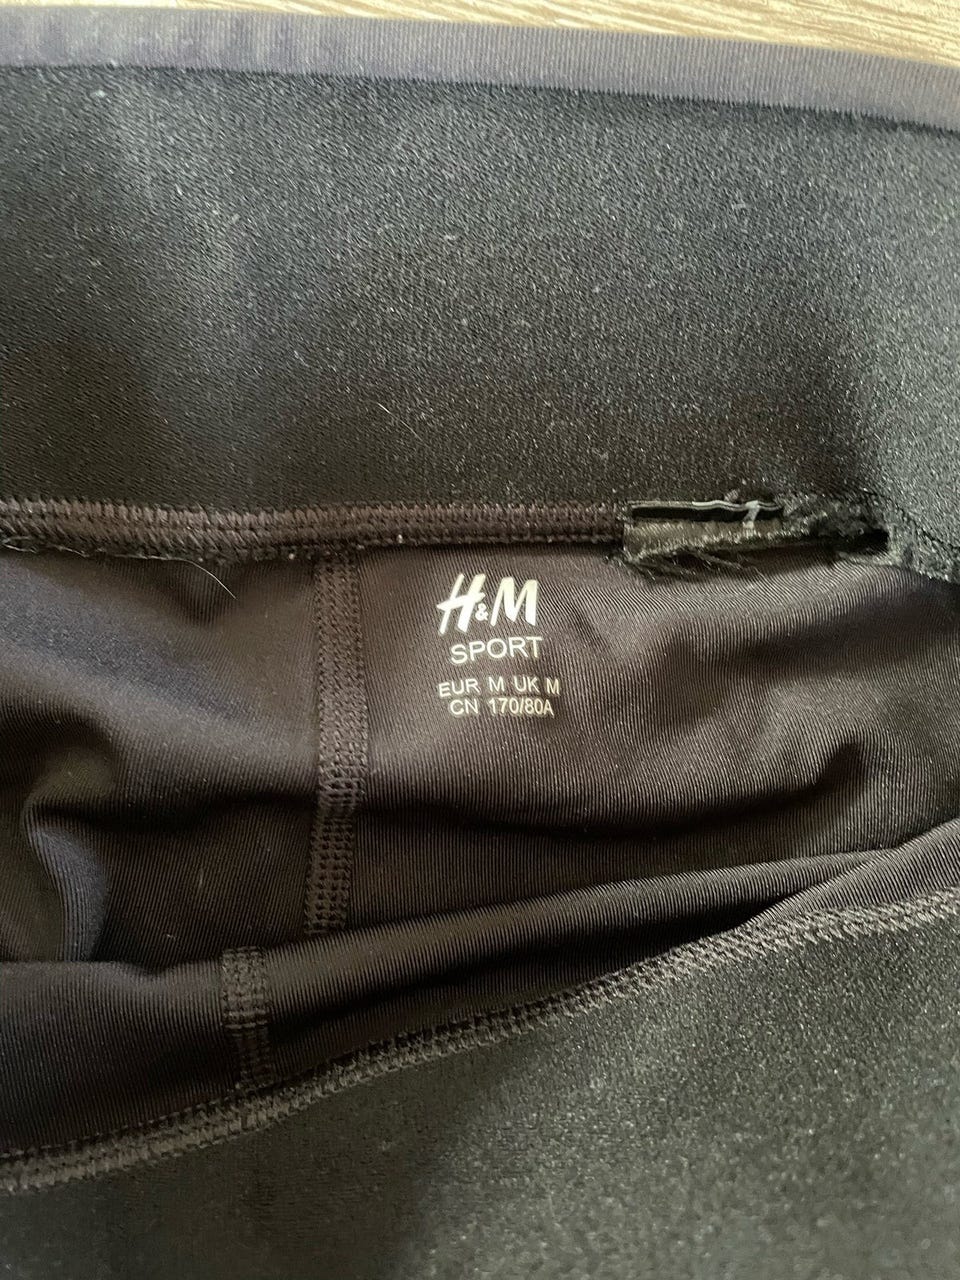 H&M
SPORT
EUR M UK M
CN 170/80A